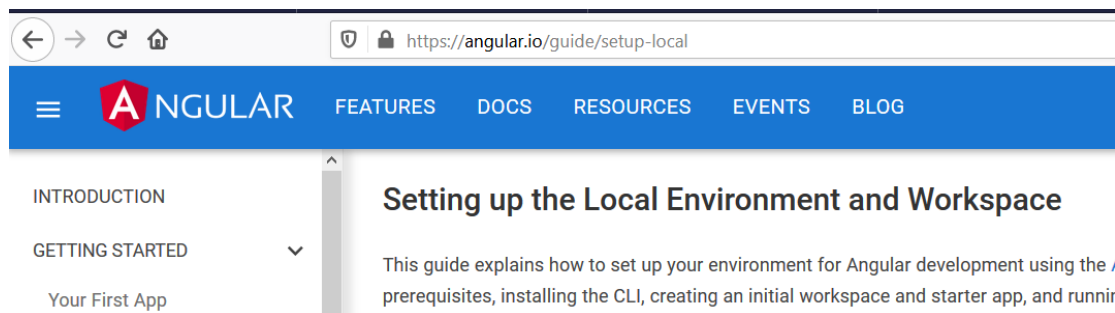 https://angular.io/guide/setup-local
ANGULAR FEATURES DOCS RESOURCES EVENTS BLOG
INTRODUCTION
GETTING STARTED
Your First App
Setting up the Local Environment and Workspace
This guide explains how to set up your environment for Angular development using the
prerequisites, installing the CLI, creating an initial workspace and starter app, and